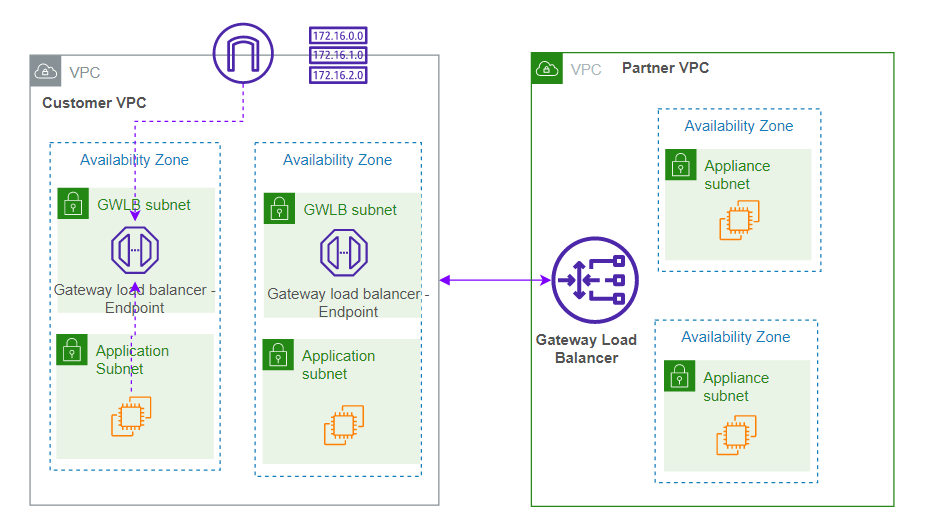 172.16.0.0
172.16.1.0
172.16.2.0
VPC
Customer VPC
Availability Zone
GWLB subnet
Gateway load balancer -
Endpoint
Application
Subnet
Availability Zone
GWLB subnet
Gateway load balancer -
Endpoint
Application
subnet
VPC
Partner VPC
Availability Zone
Appliance
subnet
Gateway Load
Balancer
Availability Zone
Appliance
subnet